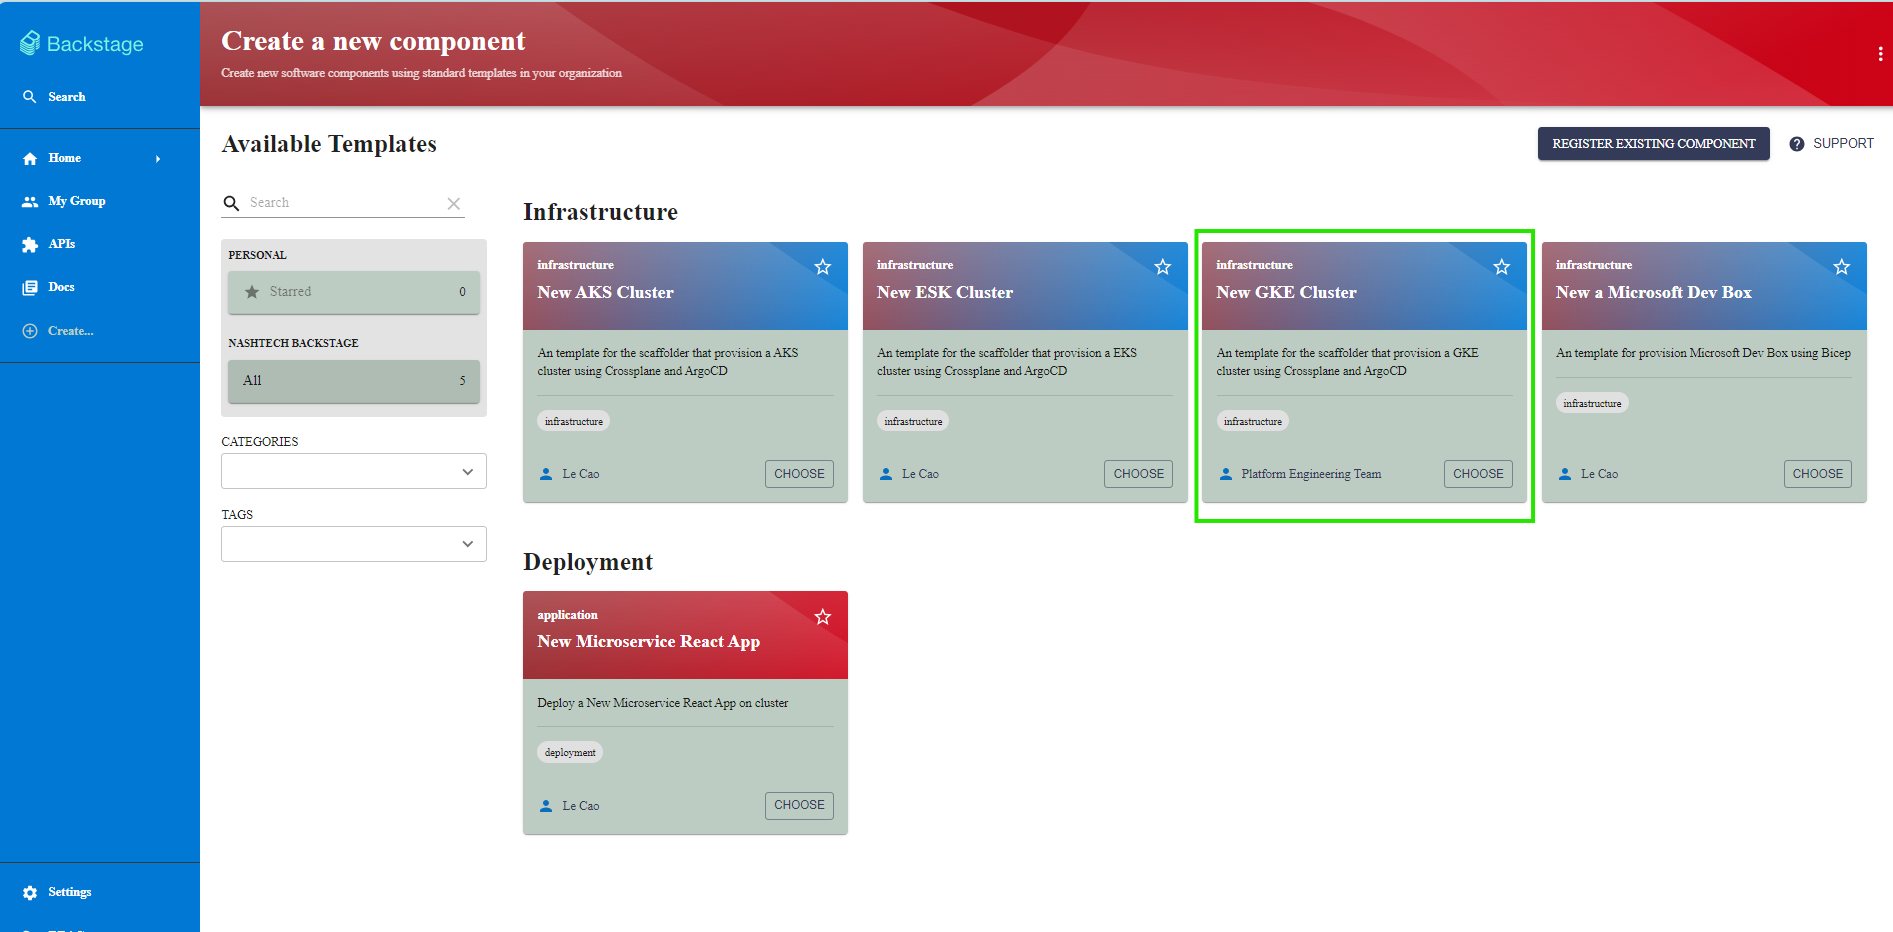 Backstage
Search
Home
My Group
APIs
Docs
Create...
Settings
Create a new component
Create new software components using standard templates in your organization
Available Templates
REGISTER EXISTING COMPONENT
SUPPORT
Search
PERSONAL
Starred 0
NASHTECH BACKSTAGE
All 5
CATEGORIES
TAGS
Infrastructure
infrastructure
New AKS Cluster
An template for the scaffolder that provision a AKS
cluster using Crossplane and ArgoCD
infrastructure
Le Cao
CHOOSE
infrastructure
New ESK Cluster
An template for the scaffolder that provision a EKS
cluster using Crossplane and ArgoCD
infrastructure
Le Cao
CHOOSE
infrastructure
New GKE Cluster
An template for the scaffolder that provision a GKE
cluster using Crossplane and ArgoCD
infrastructure
Platform Engineering Team
CHOOSE
infrastructure
New a Microsoft Dev Box
An template for provision Microsoft Dev Box using Bicep
infrastructure
Le Cao
CHOOSE
Deployment
application
New Microservice React App
Deploy a New Microservice React App on cluster
deployment
Le Cao
CHOOSE